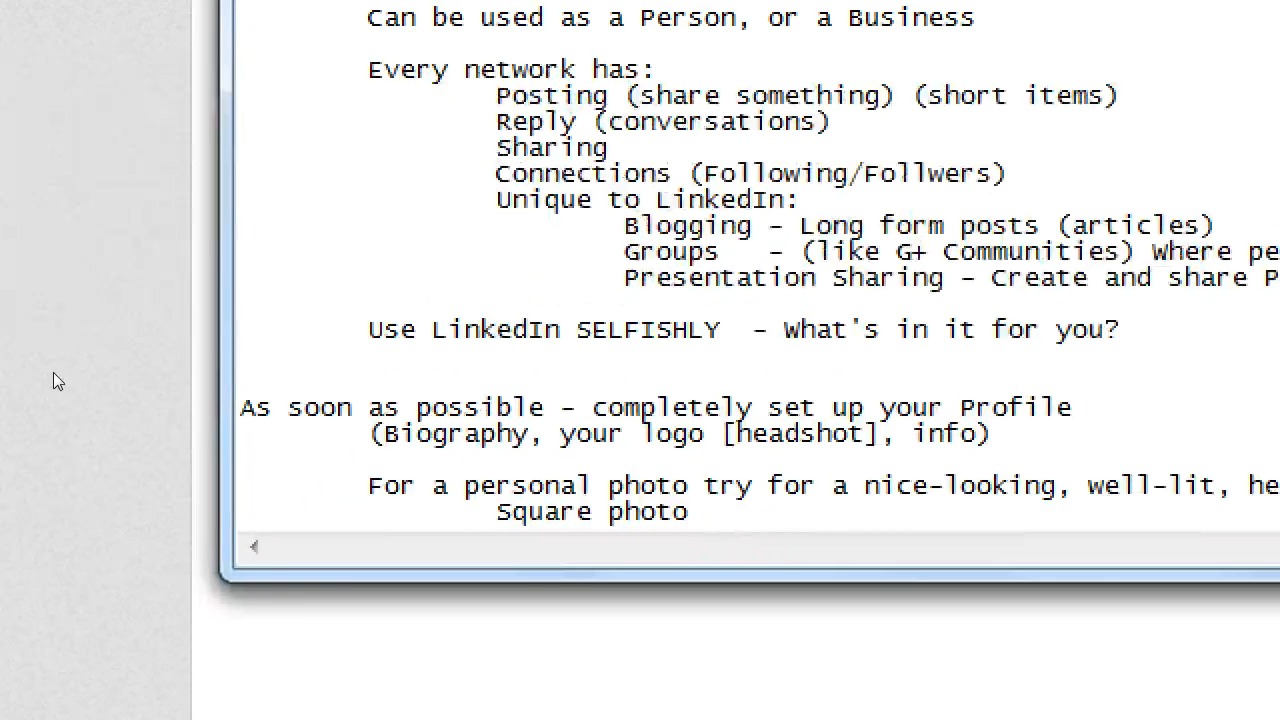 Can be used as a Person, or a Business
Every network has:
Posting (share something) (short items)
Reply (conversations)
Sharing
Connections (Following/Follwers)
Unique to LinkedIn:
Blogging - Long form posts (articles)
Groups - (like G+ Communities) Where pe
Presentation Sharing - Create and share P
Use LinkedIn SELFISHLY - What's in it for you?
As soon as possible - completely set up your Profile
(Biography, your logo [headshot], info)
For a personal photo try for a nice-looking, well-lit, he
Square photo